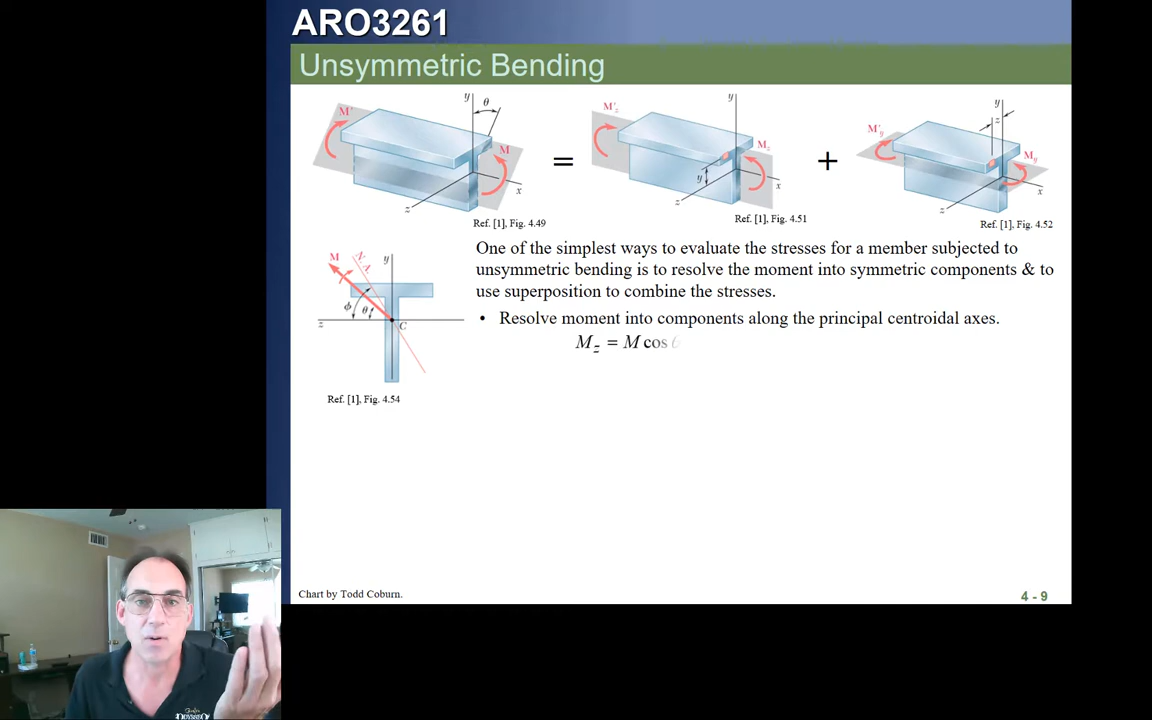 ARO3261
Unsymmetric Bending
M'
y
θ
M
x
z
Ref. [1], Fig. 4.49
=
M'z
y
Mz
y
x
z
Ref. [1], Fig. 4.51
+
M'y
y
z
My
x
z
Ref. [1], Fig. 4.52
M
N.A.
y
ϕ
θ
z
C
Ref. [1], Fig. 4.54
One of the simplest ways to evaluate the stresses for a member subjected to
unsymmetric bending is to resolve the moment into symmetric components & to
use superposition to combine the stresses.
• Resolve moment into components along the principal centroidal axes.
Mz = M cos
Chart by Todd Coburn.
4 - 9